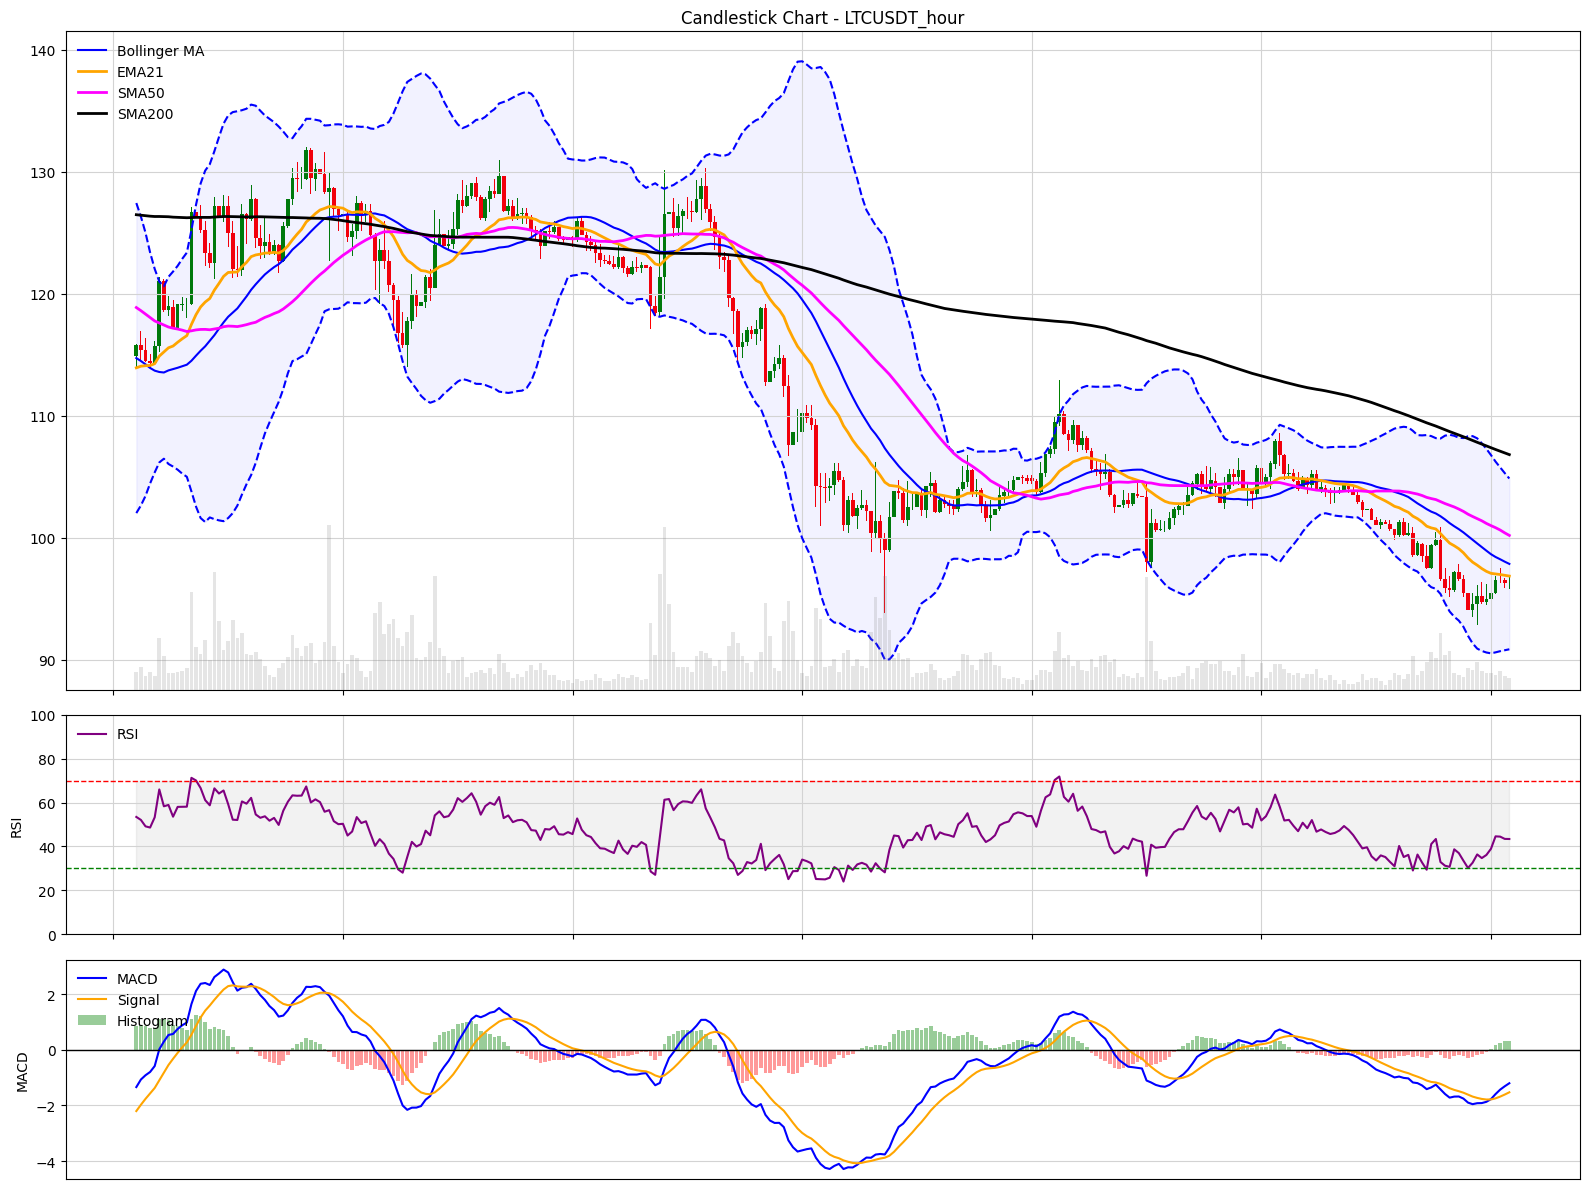 Candlestick Chart - LTCUSDT_hour
Bollinger MA
EMA21
SMA50
SMA200
140
130
120
110
100
90
RSI
100
80
60
40
20
0
RSI
MACD
Signal
Histogram
2
0
−2
−4
MACD